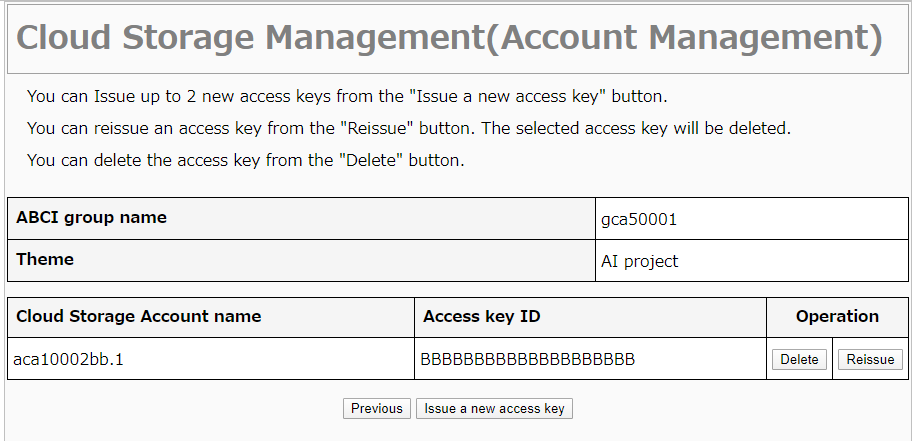 Cloud Storage Management(Account Management)
You can Issue up to 2 new access keys from the "Issue a new access key" button.
You can reissue an access key from the "Reissue" button. The selected access key will be deleted.
You can delete the access key from the "Delete" button.
ABCI group name gca50001
Theme AI project
Cloud Storage Account name Access key ID Operation
aca10002bb.1 BBBBBBBBBBBBBBBBBBBB Delete Reissue
Previous Issue a new access key